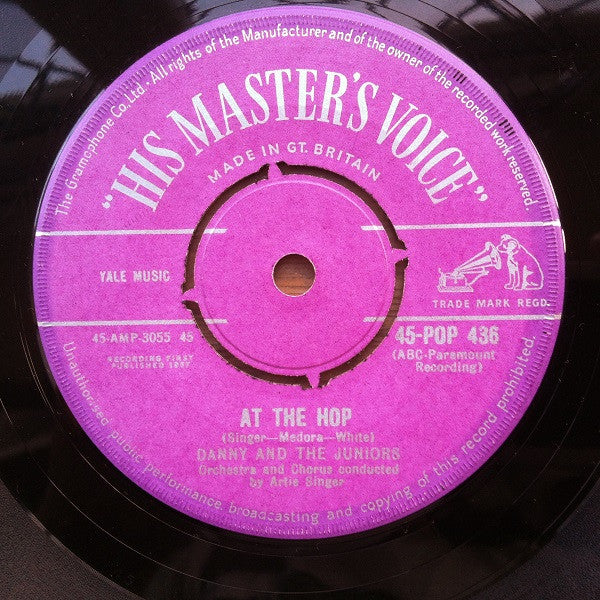 The Gramophone Co. Ltd. All rights of the Manufacturer and of the owner of the recorded work reserved.
"HIS MASTER'S VOICE"
MADE IN GT. BRITAIN
YALE MUSIC
TRADE MARK REGD.
45-AMP-3055 45
45-POP 436
RECORDING FIRST
PUBLISHED 1957
(ABC-Paramount
Recording)
AT THE HOP
(Singer—Medora—White)
DANNY AND THE JUNIORS
Orchestra and Chorus conducted
by Artie Singer
Unauthorised public performance, broadcasting and copying of this record prohibited.